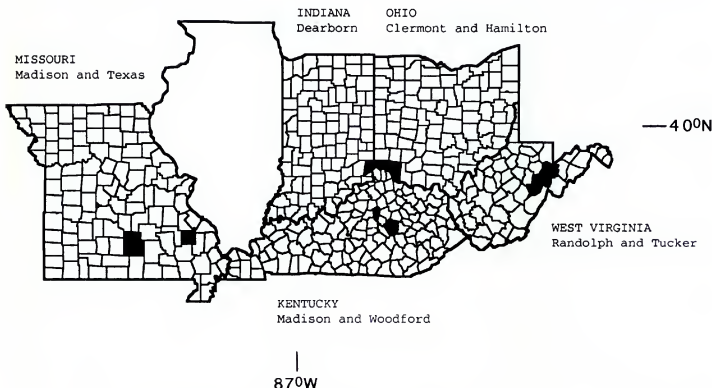 INDIANA
Dearborn
OHIO
Clermont and Hamilton
MISSOURI
Madison and Texas
40⁰N
WEST VIRGINIA
Randolph and Tucker
KENTUCKY
Madison and Woodford
87⁰W